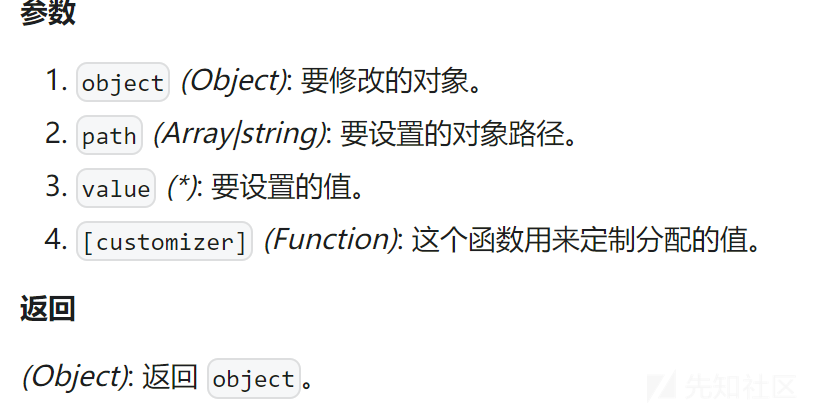 参数
1. object (Object): 要修改的对象。
2. path (Array|string): 要设置的对象路径。
3. value (*): 要设置的值。
4. [customizer] (Function): 这个函数用来定制分配的值。
返回
(Object): 返回 object。
先知社区